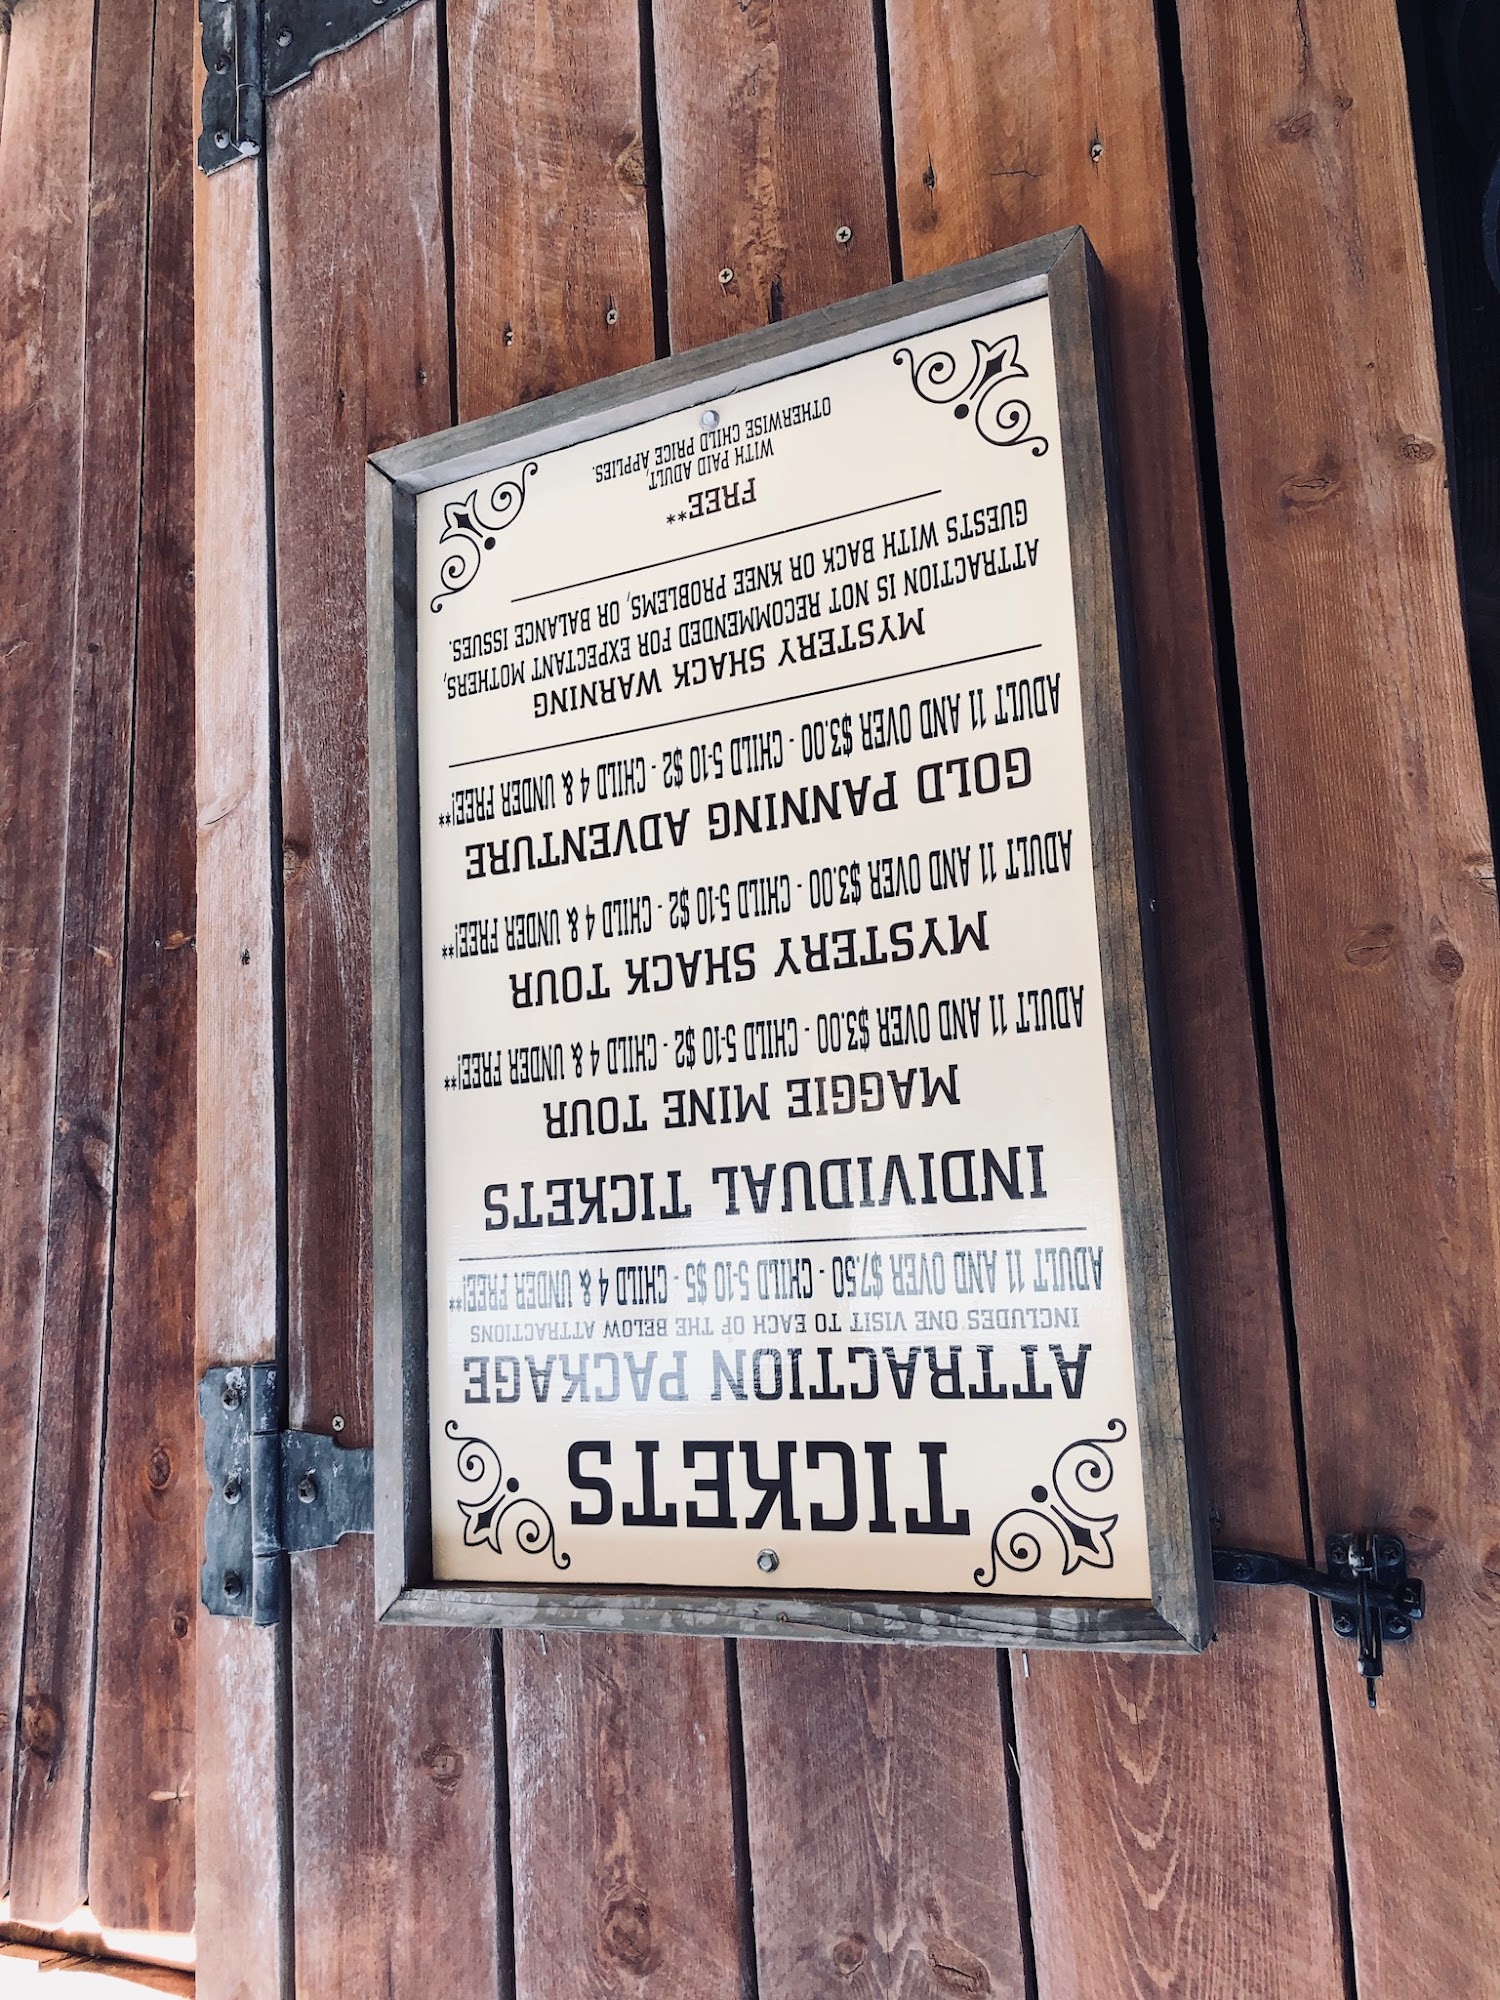 TICKETS
ATTRACTION PACKAGE
INCLUDES ONE VISIT TO EACH OF THE BELOW ATTRACTIONS
ADULT 11 AND OVER $7.50 - CHILD 5-10 $5 - CHILD 4 & UNDER FREE!**
INDIVIDUAL TICKETS
MAGGIE MINE TOUR
ADULT 11 AND OVER $3.00 - CHILD 5-10 $2 - CHILD 4 & UNDER FREE!**
MYSTERY SHACK TOUR
ADULT 11 AND OVER $3.00 - CHILD 5-10 $2 - CHILD 4 & UNDER FREE!**
GOLD PANNING ADVENTURE
ADULT 11 AND OVER $3.00 - CHILD 5-10 $2 - CHILD 4 & UNDER FREE!**
MYSTERY SHACK WARNING
ATTRACTION IS NOT RECOMMENDED FOR EXPECTANT MOTHERS,
GUESTS WITH BACK OR KNEE PROBLEMS, OR BALANCE ISSUES.
FREE**
WITH PAID ADULT,
OTHERWISE CHILD PRICE APPLIES.